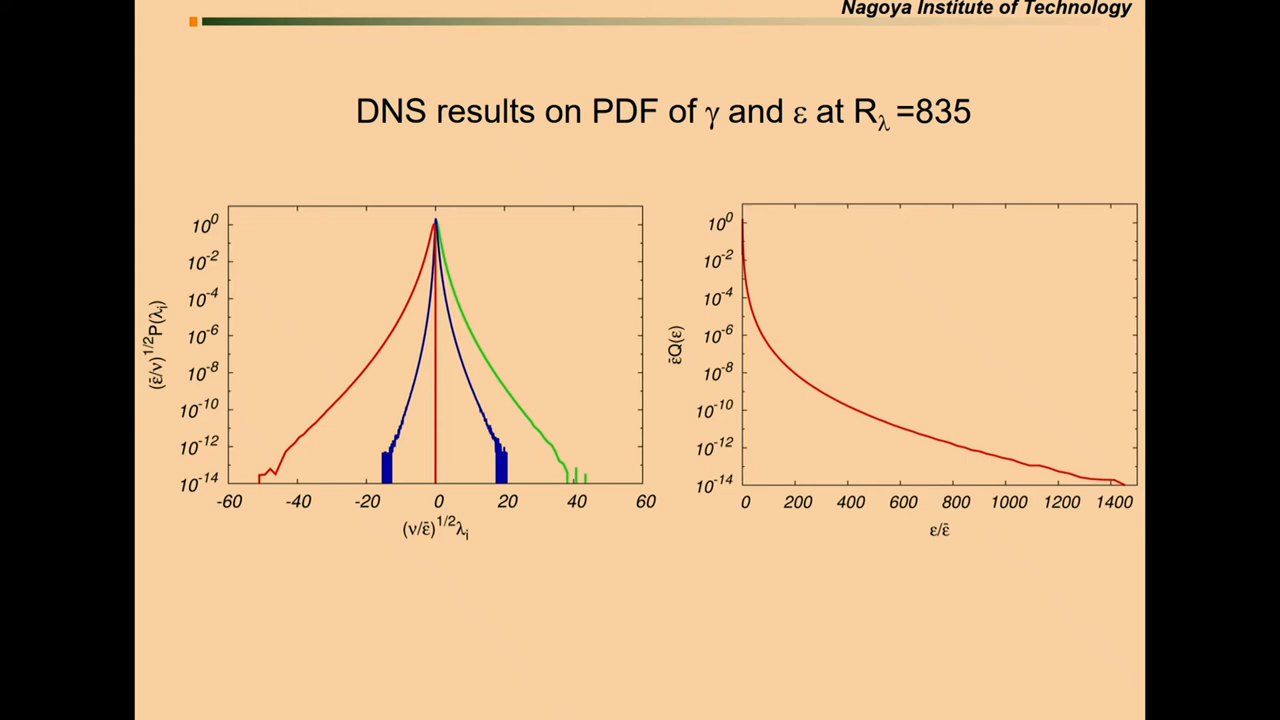 Nagoya Institute of Technology
DNS results on PDF of γ and ε at Rλ =835
(ε̄/ν)^1/2 P(λi)
10^0
10^-2
10^-4
10^-6
10^-8
10^-10
10^-12
10^-14
-60 -40 -20 0 20 40 60
(ν/ε̄)^1/2 λi
ε̄Q(ε)
10^0
10^-2
10^-4
10^-6
10^-8
10^-10
10^-12
10^-14
0 200 400 600 800 1000 1200 1400
ε/ε̄